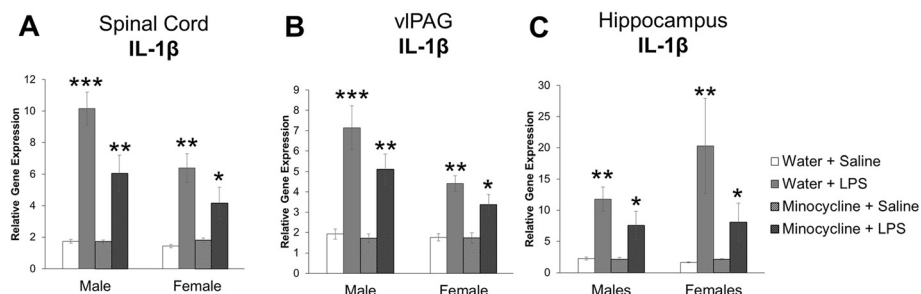 A
Spinal Cord
IL-1β
Relative Gene Expression
12
10
8
6
4
2
0
***
**
**
*
Male
Female
B
vlPAG
IL-1β
Relative Gene Expression
9
8
7
6
5
4
3
2
1
0
***
**
**
*
Male
Female
C
Hippocampus
IL-1β
Relative Gene Expression
30
25
20
15
10
5
0
**
*
**
*
Males
Females
Water + Saline
Water + LPS
Minocycline + Saline
Minocycline + LPS